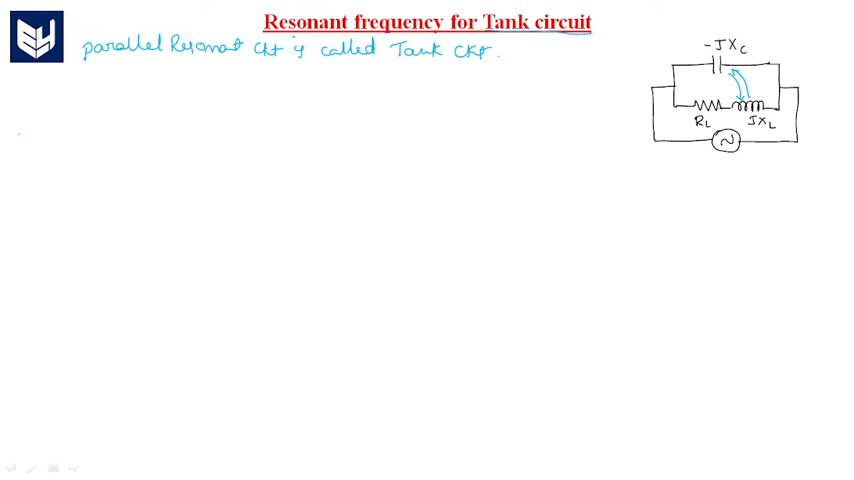 Resonant frequency for Tank circuit
parallel Resonant ckt is called Tank ckt.
-JXC
RL JXL